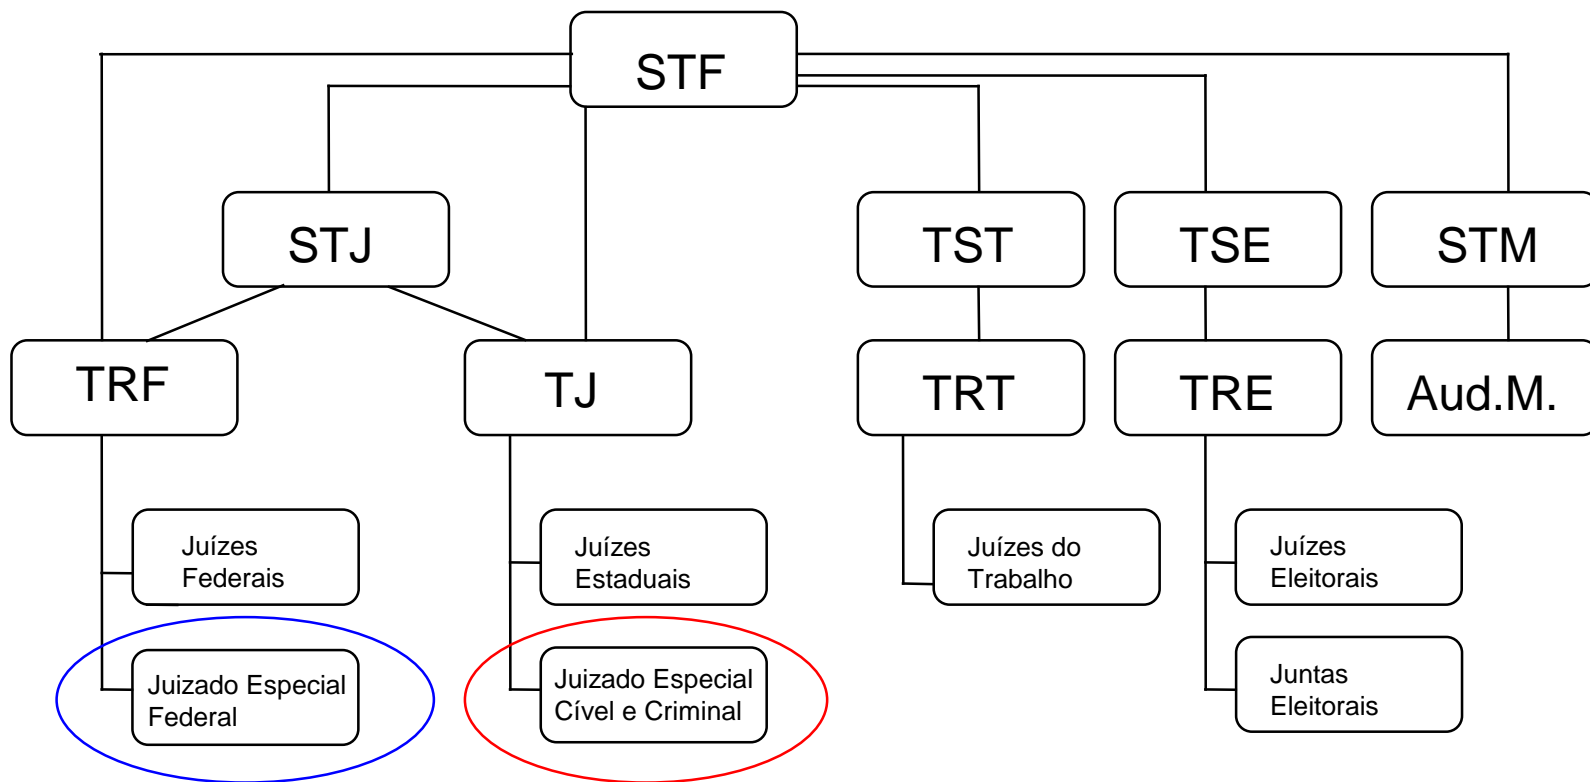 STF
STJ
TST
TSE
STM
TRF
TJ
TRT
TRE
Aud.M.
Juízes
Federais
Juízes
Estaduais
Juízes do
Trabalho
Juízes
Eleitorais
Juizado Especial
Federal
Juizado Especial
Cível e Criminal
Juntas
Eleitorais